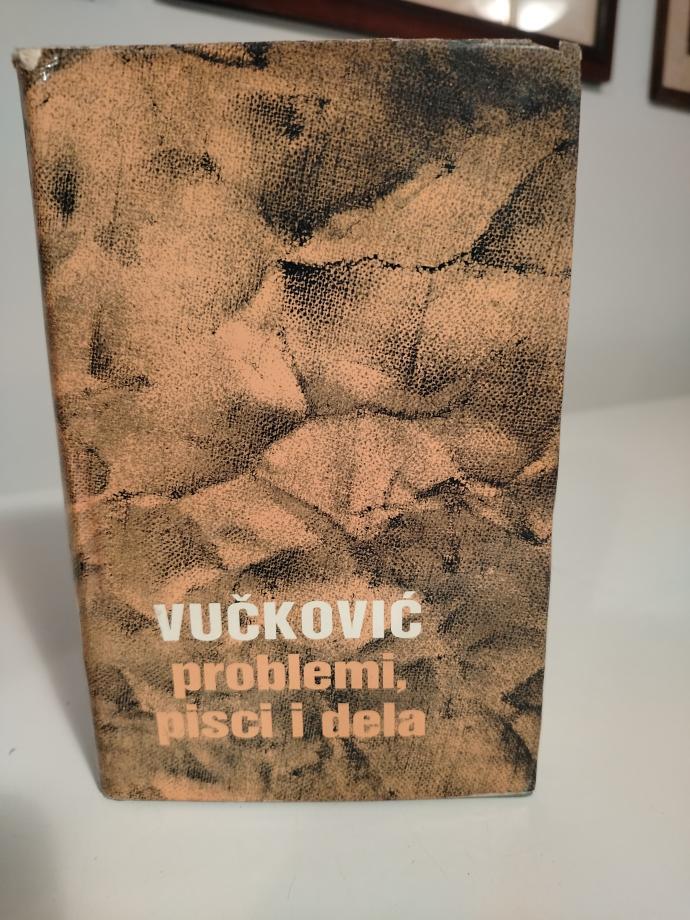 VUČKOVIĆ
problemi,
pisci i dela